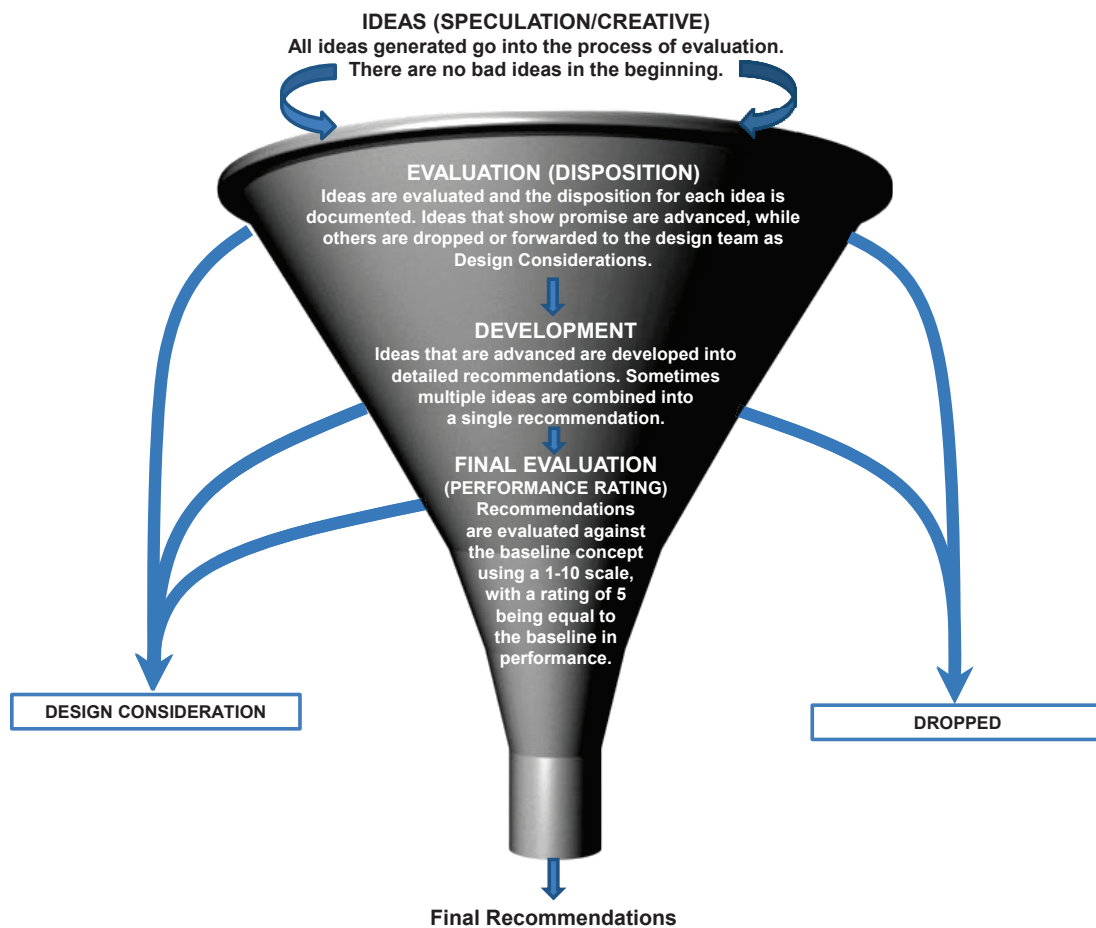 IDEAS (SPECULATION/CREATIVE)
All ideas generated go into the process of evaluation.
There are no bad ideas in the beginning.
EVALUATION (DISPOSITION)
Ideas are evaluated and the disposition for each idea is
documented. Ideas that show promise are advanced, while
others are dropped or forwarded to the design team as
Design Considerations.
DEVELOPMENT
Ideas that are advanced are developed into
detailed recommendations. Sometimes
multiple ideas are combined into
a single recommendation.
FINAL EVALUATION
(PERFORMANCE RATING)
Recommendations
are evaluated against
the baseline concept
using a 1-10 scale,
with a rating of 5
being equal to
the baseline in
performance.
DESIGN CONSIDERATION
DROPPED
Final Recommendations